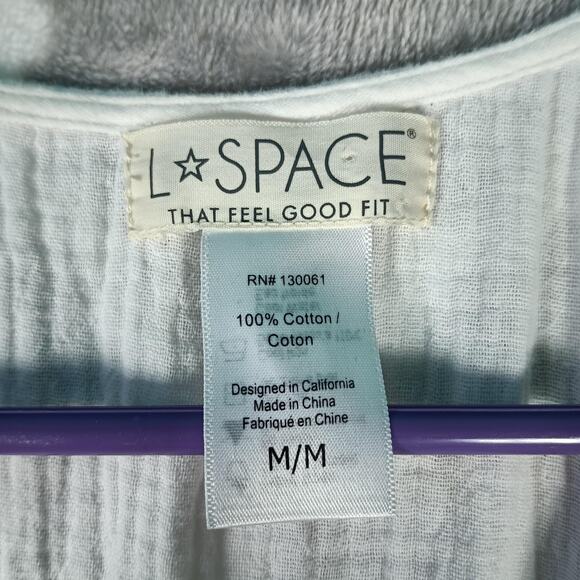 L☆SPACE®
THAT FEEL GOOD FIT
RN# 130061
100% Cotton /
Coton
Designed in California
Made in China
Fabriqué en Chine
M/M